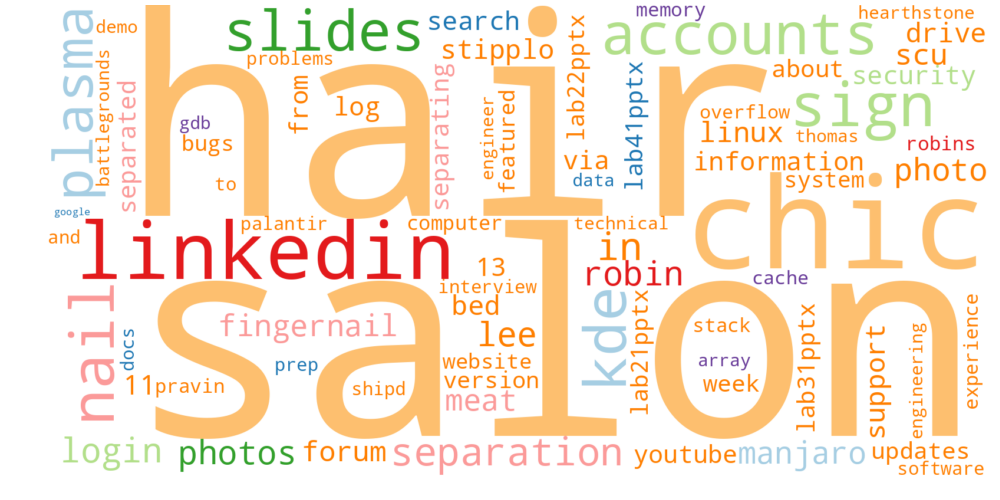 hair
salon
chic
linkedin
slides
accounts
sign
plasma
nail
kde
robin
in
lee
separation
photos
login
fingernail
manjaro
youtube
forum
meat
bed
13
11
search
stipplo
memory
hearthstone
drive
scu
about
security
demo
battlegrounds
separated
problems
from
log
gdb
bugs
to
separating
engineer
featured
lab22pptx
via
data
lab41pptx
overflow
linux
thomas
robins
information
system
photo
google
and
palantir
computer
technical
interview
cache
docs
pravin
prep
shipd
website
version
lab21pptx
stack
array
week
lab31pptx
support
engineering
experience
updates
software